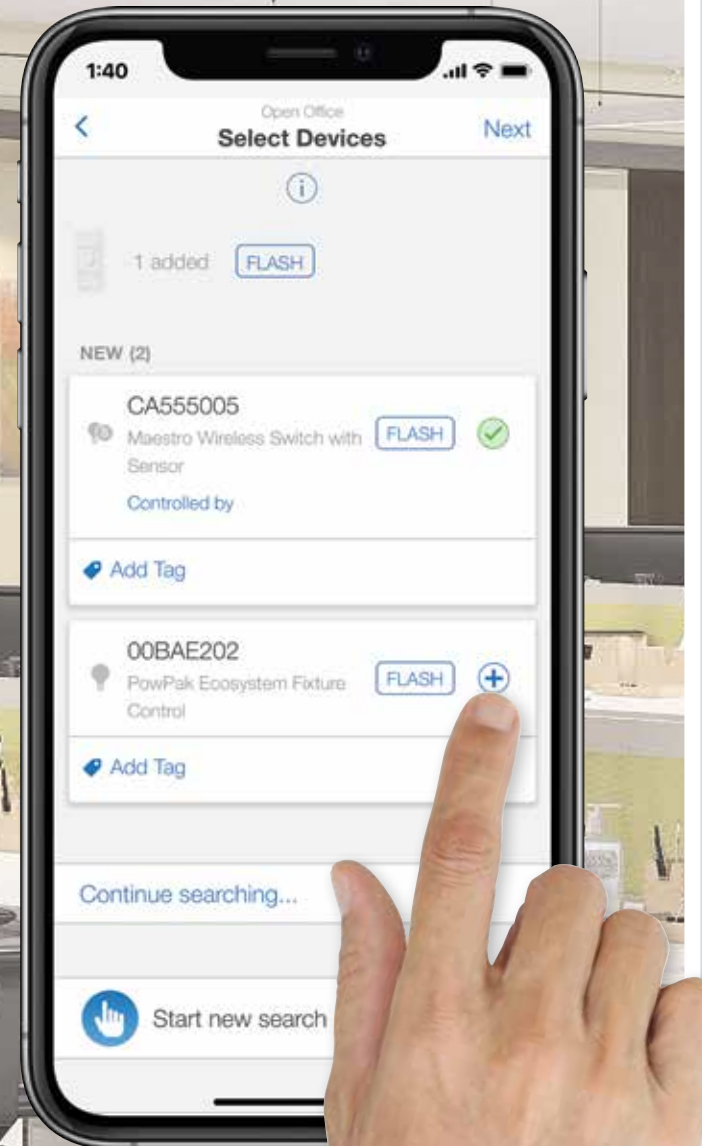 1:40
Open Office
Select Devices
Next
1 added FLASH
NEW (2)
CA555005
Maestro Wireless Switch with
Sensor
FLASH
Controlled by
Add Tag
00BAE202
PowPak Ecosystem Fixture
Control
FLASH
Add Tag
Continue searching...
Start new search